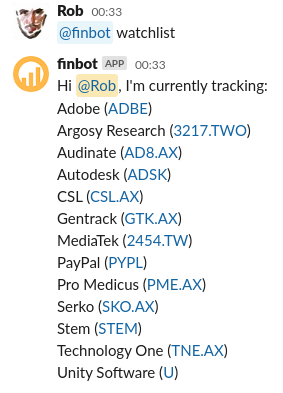 Rob 00:33
@finbot watchlist
finbot APP 00:33
Hi @Rob, I'm currently tracking:
Adobe (ADBE)
Argosy Research (3217.TWO)
Audinate (AD8.AX)
Autodesk (ADSK)
CSL (CSL.AX)
Gentrack (GTK.AX)
MediaTek (2454.TW)
PayPal (PYPL)
Pro Medicus (PME.AX)
Serko (SKO.AX)
Stem (STEM)
Technology One (TNE.AX)
Unity Software (U)